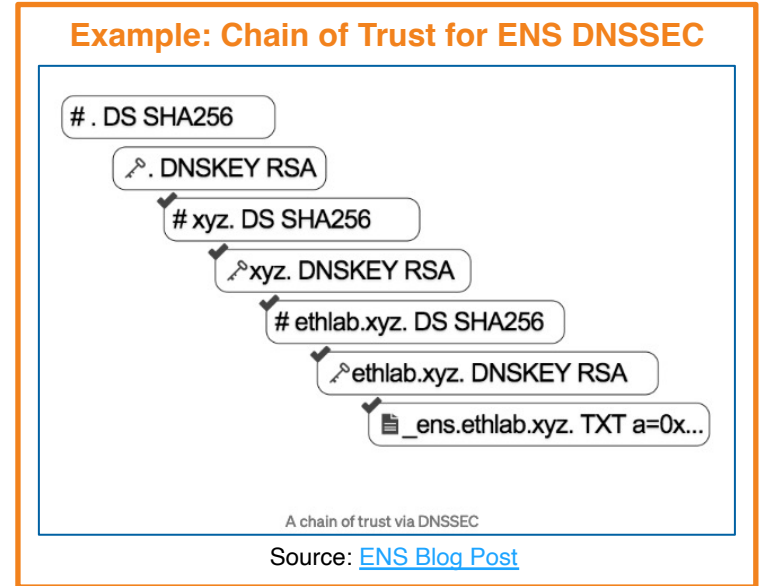 Example: Chain of Trust for ENS DNSSEC
# . DS SHA256
. DNSKEY RSA
# xyz. DS SHA256
xyz. DNSKEY RSA
# ethlab.xyz. DS SHA256
ethlab.xyz. DNSKEY RSA
_ens.ethlab.xyz. TXT a=0x...
A chain of trust via DNSSEC
Source: ENS Blog Post